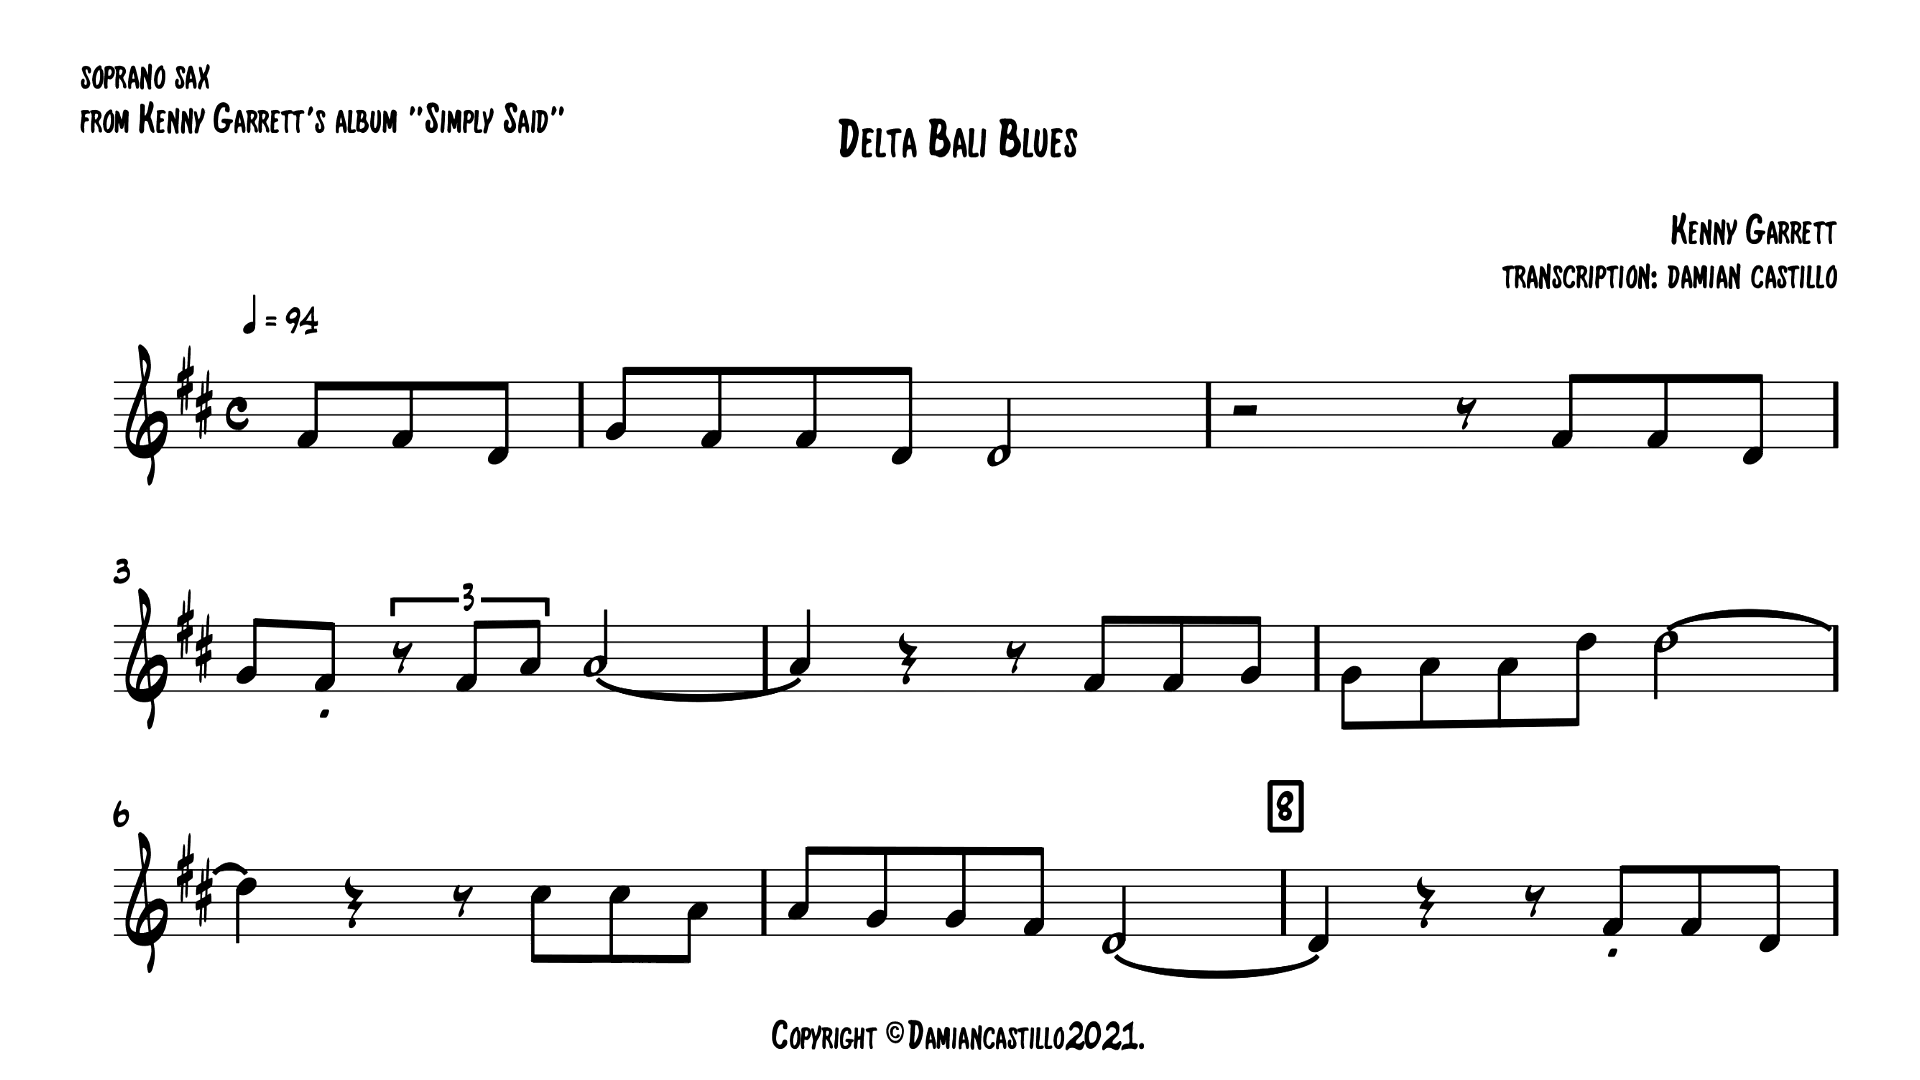 SOPRANO SAX
FROM KENNY GARRETT'S ALBUM "SIMPLY SAID"
DELTA BALI BLUES
KENNY GARRETT
TRANSCRIPTION: DAMIAN CASTILLO
= 94
3
3
6
8
COPYRIGHT ©DAMIANCASTILLO2021.